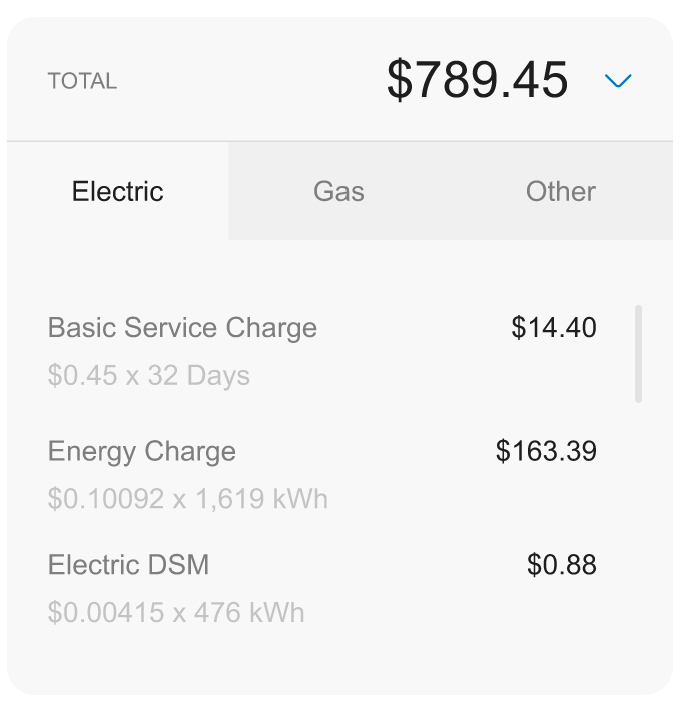 TOTAL $789.45
Electric Gas Other
Basic Service Charge $14.40
$0.45 x 32 Days
Energy Charge $163.39
$0.10092 x 1,619 kWh
Electric DSM $0.88
$0.00415 x 476 kWh